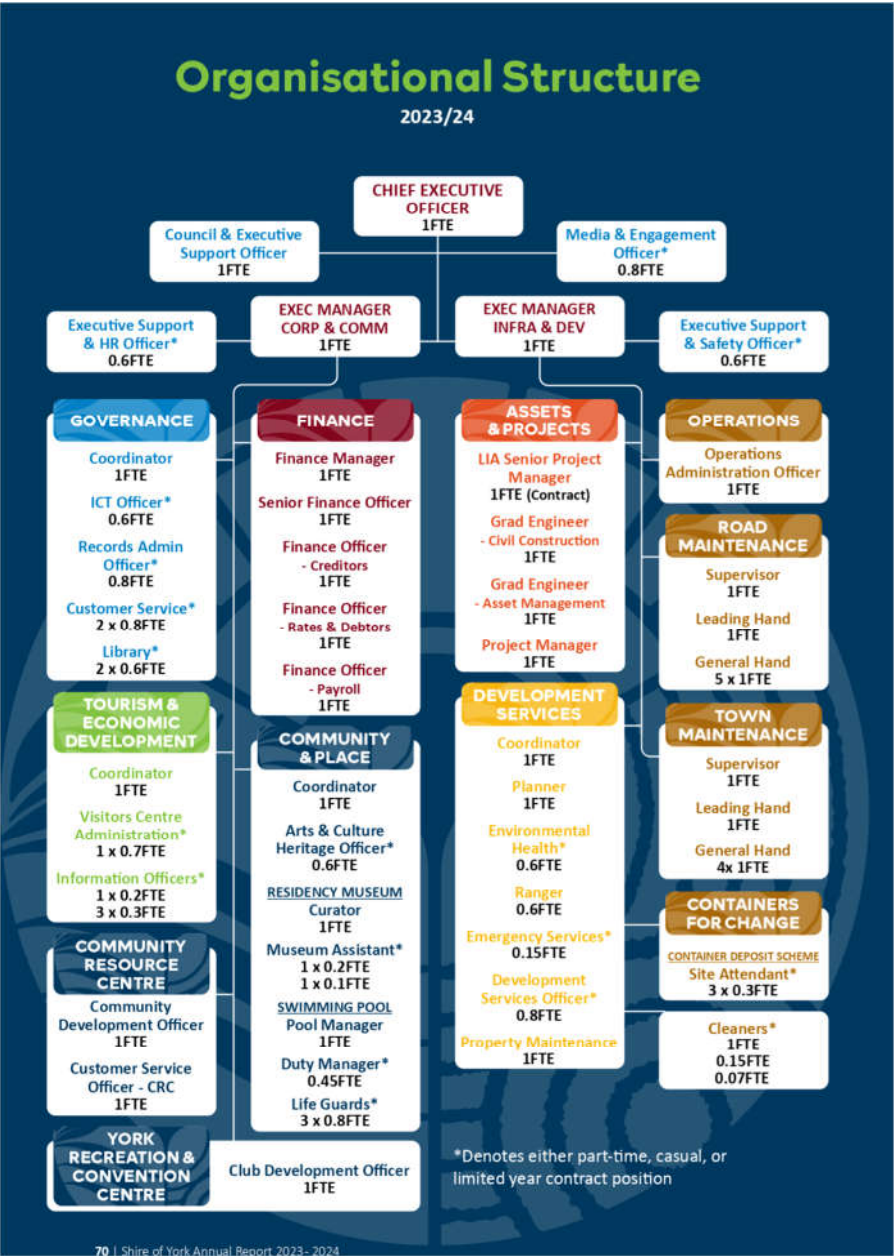 Organisational Structure
2023/24
CHIEF EXECUTIVE
OFFICER
1FTE
Council & Executive
Support Officer
1FTE
Media & Engagement
Officer*
0.8FTE
Executive Support
& HR Officer*
0.6FTE
EXEC MANAGER
CORP & COMM
1FTE
EXEC MANAGER
INFRA & DEV
1FTE
Executive Support
& Safety Officer*
0.6FTE
GOVERNANCE
Coordinator
1FTE
ICT Officer*
0.6FTE
Records Admin
Officer*
0.8FTE
Customer Service*
2 x 0.8FTE
Library*
2 x 0.6FTE
TOURISM &
ECONOMIC
DEVELOPMENT
Coordinator
1FTE
Visitors Centre
Administration*
1 x 0.7FTE
Information Officers*
1 x 0.2FTE
3 x 0.3FTE
COMMUNITY
RESOURCE
CENTRE
Community
Development Officer
1FTE
Customer Service
Officer - CRC
1FTE
YORK
RECREATION &
CONVENTION
CENTRE
Club Development Officer
1FTE
FINANCE
Finance Manager
1FTE
Senior Finance Officer
1FTE
Finance Officer
- Creditors
1FTE
Finance Officer
- Rates & Debtors
1FTE
Finance Officer
- Payroll
1FTE
COMMUNITY
& PLACE
Coordinator
1FTE
Arts & Culture
Heritage Officer*
0.6FTE
RESIDENCY MUSEUM
Curator
1FTE
Museum Assistant*
1 x 0.2FTE
1 x 0.1FTE
SWIMMING POOL
Pool Manager
1FTE
Duty Manager*
0.45FTE
Life Guards*
3 x 0.8FTE
ASSETS
& PROJECTS
LIA Senior Project
Manager
1FTE (Contract)
Grad Engineer
- Civil Construction
1FTE
Grad Engineer
- Asset Management
1FTE
Project Manager
1FTE
DEVELOPMENT
SERVICES
Coordinator
1FTE
Planner
1FTE
Environmental
Health*
0.6FTE
Ranger
0.6FTE
Emergency Services*
0.15FTE
Development
Services Officer*
0.8FTE
Property Maintenance
1FTE
OPERATIONS
Operations
Administration Officer
1FTE
ROAD
MAINTENANCE
Supervisor
1FTE
Leading Hand
1FTE
General Hand
5 x 1FTE
TOWN
MAINTENANCE
Supervisor
1FTE
Leading Hand
1FTE
General Hand
4x 1FTE
CONTAINERS
FOR CHANGE
CONTAINER DEPOSIT SCHEME
Site Attendant*
3 x 0.3FTE
Cleaners*
1FTE
0.15FTE
0.07FTE
*Denotes either part-time, casual, or
limited year contract position
70 | Shire of York Annual Report 2023 - 2024